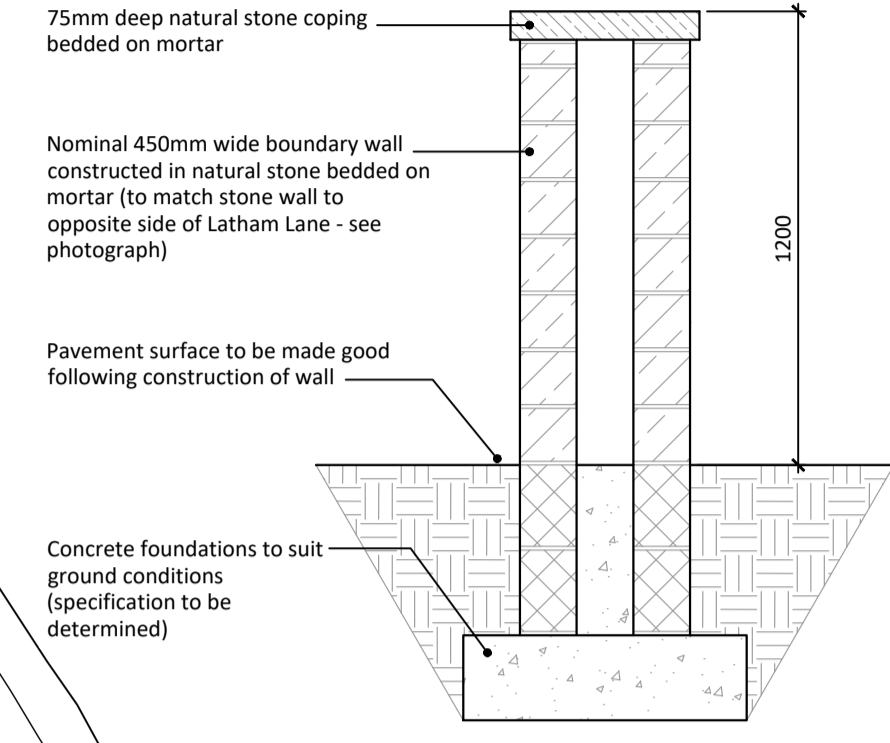 75mm deep natural stone coping
bedded on mortar
Nominal 450mm wide boundary wall
constructed in natural stone bedded on
mortar (to match stone wall to
opposite side of Latham Lane - see
photograph)
1200
Pavement surface to be made good
following construction of wall
Concrete foundations to suit
ground conditions
(specification to be
determined)